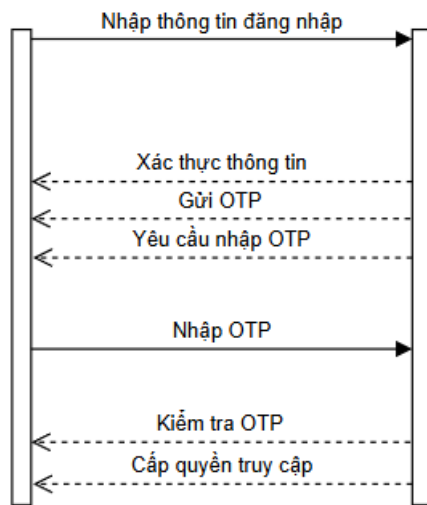 Nhập thông tin đăng nhập
Xác thực thông tin
Gửi OTP
Yêu cầu nhập OTP
Nhập OTP
Kiểm tra OTP
Cấp quyền truy cập